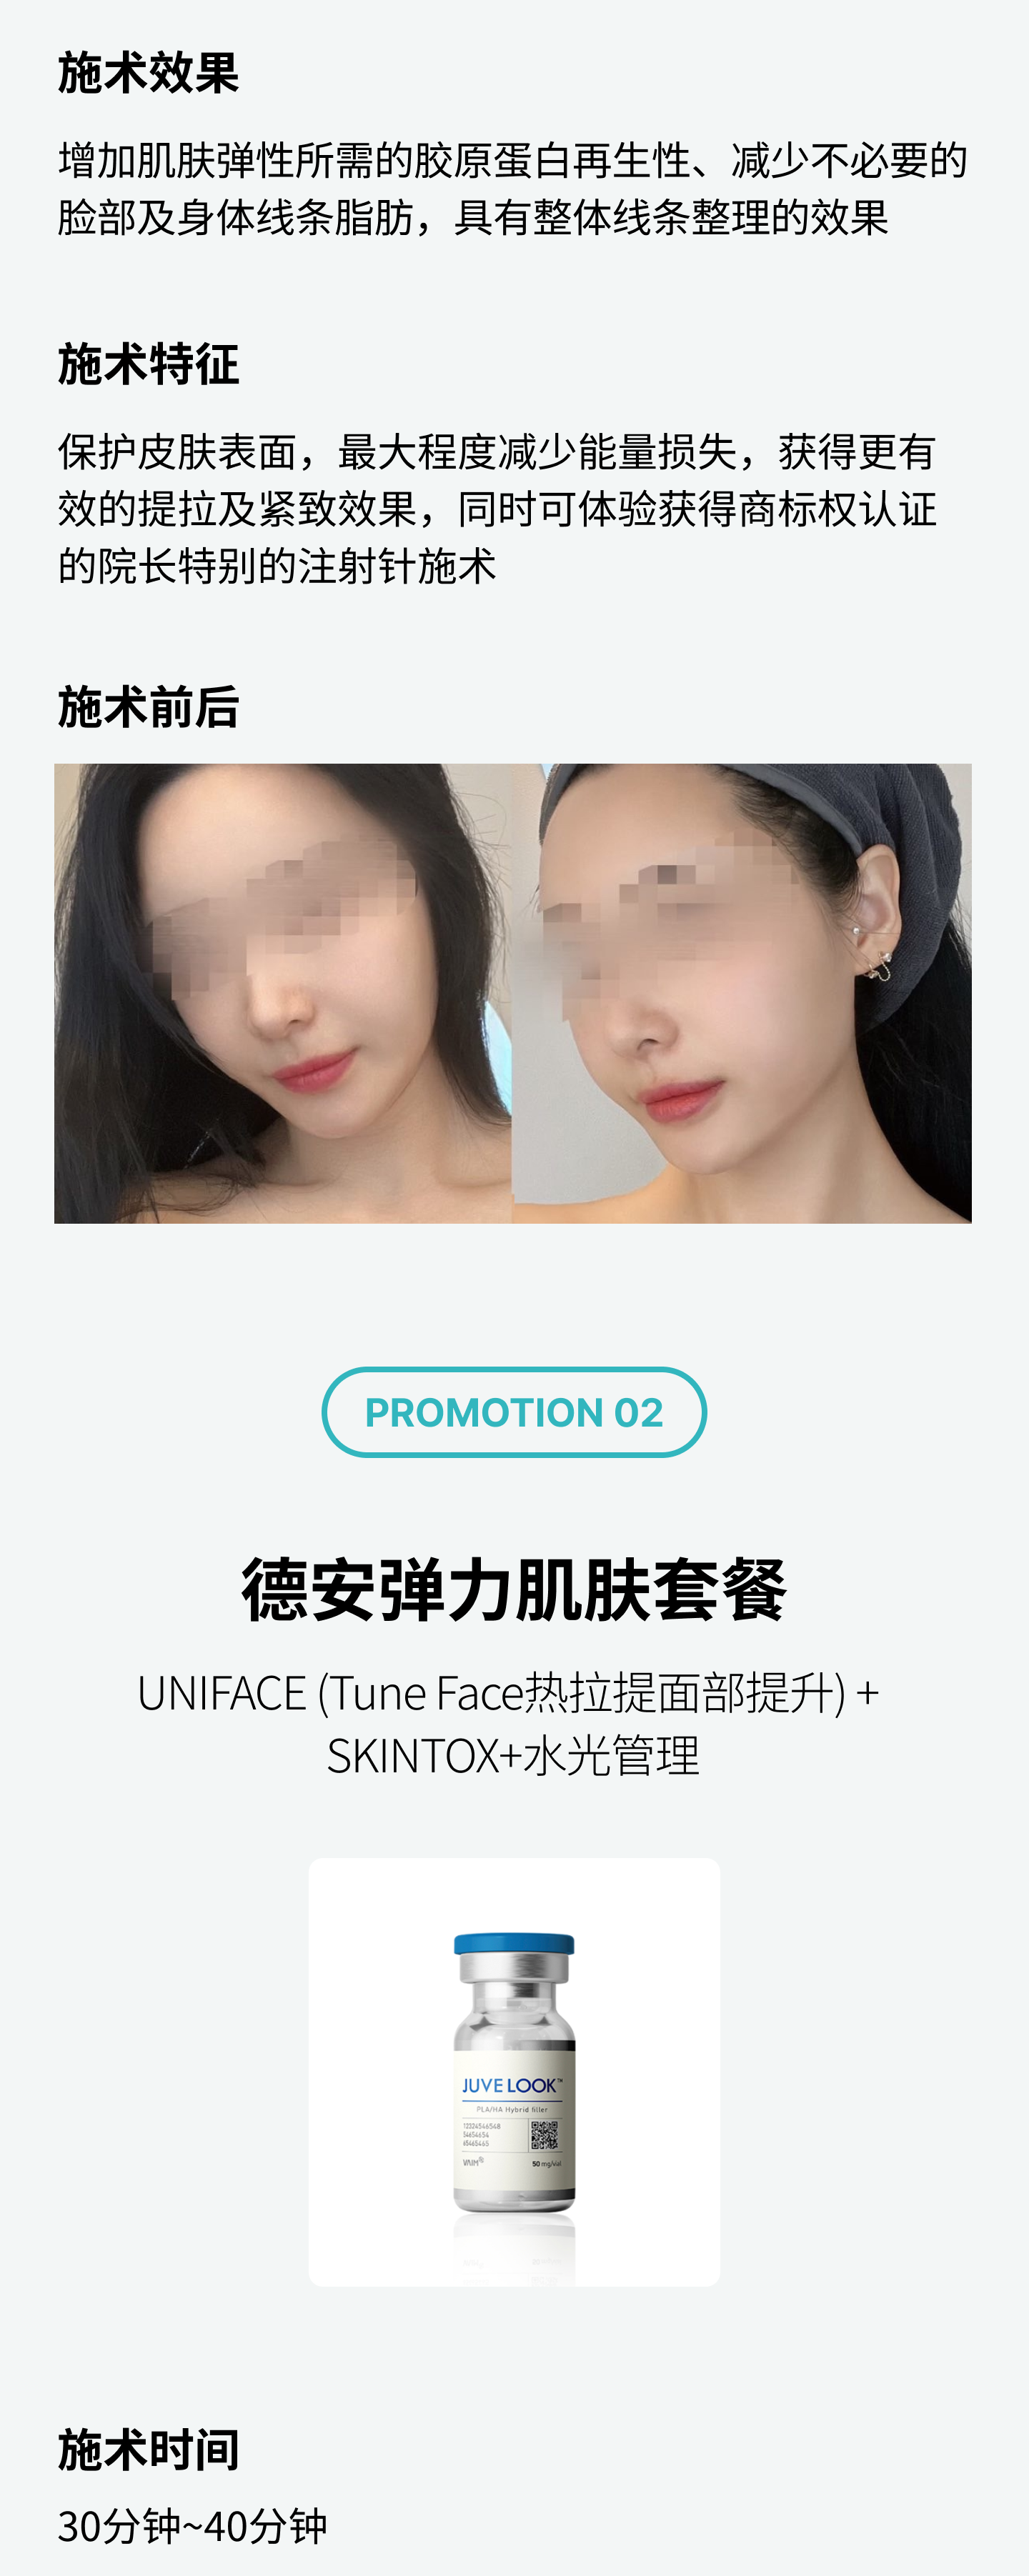 施术效果
增加肌肤弹性所需的胶原蛋白再生性、减少不必要的
脸部及身体线条脂肪，具有整体线条整理的效果
施术特征
保护皮肤表面，最大程度减少能量损失，获得更有
效的提拉及紧致效果，同时可体验获得商标权认证
的院长特别的注射针施术
施术前后
PROMOTION 02
德安弹力肌肤套餐
UNIFACE (Tune Face热拉提面部提升) +
SKINTOX+水光管理
JUVELOOK™
PLA/HA Hybrid filler
12324546548
54654654
65465465
VAIM
50 mg/vial
施术时间
30分钟~40分钟